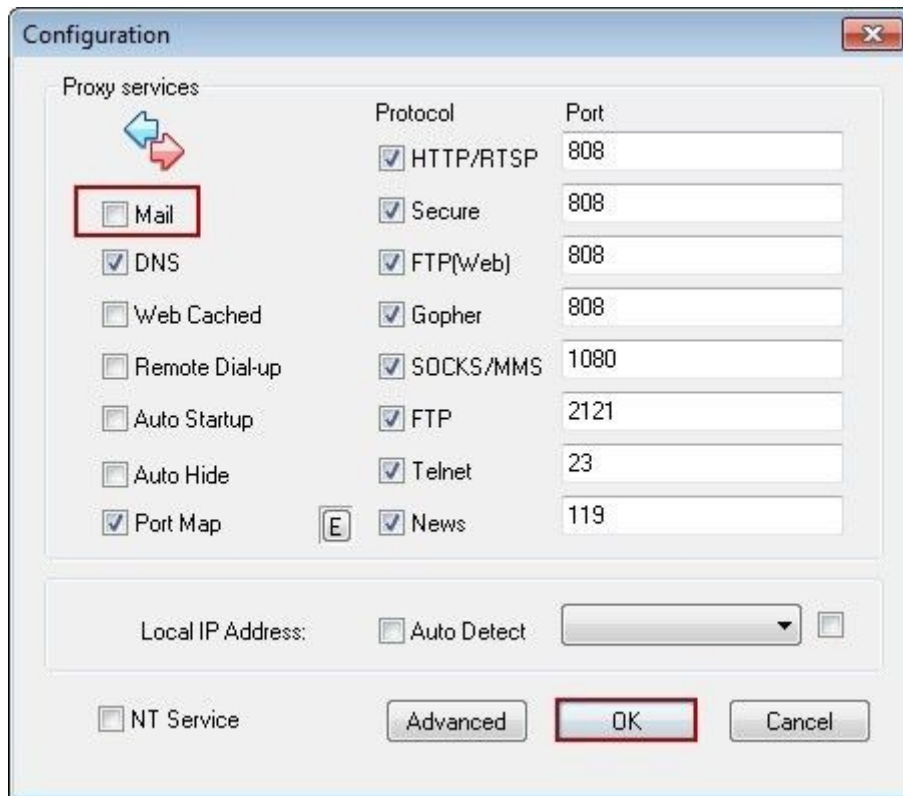 Configuration
Proxy services
Protocol Port
HTTP/RTSP 808
Mail Secure 808
DNS FTP(Web) 808
Web Cached Gopher 808
Remote Dial-up SOCKS/MMS 1080
Auto Startup FTP 2121
Auto Hide Telnet 23
Port Map E News 119
Local IP Address: Auto Detect
NT Service Advanced OK Cancel